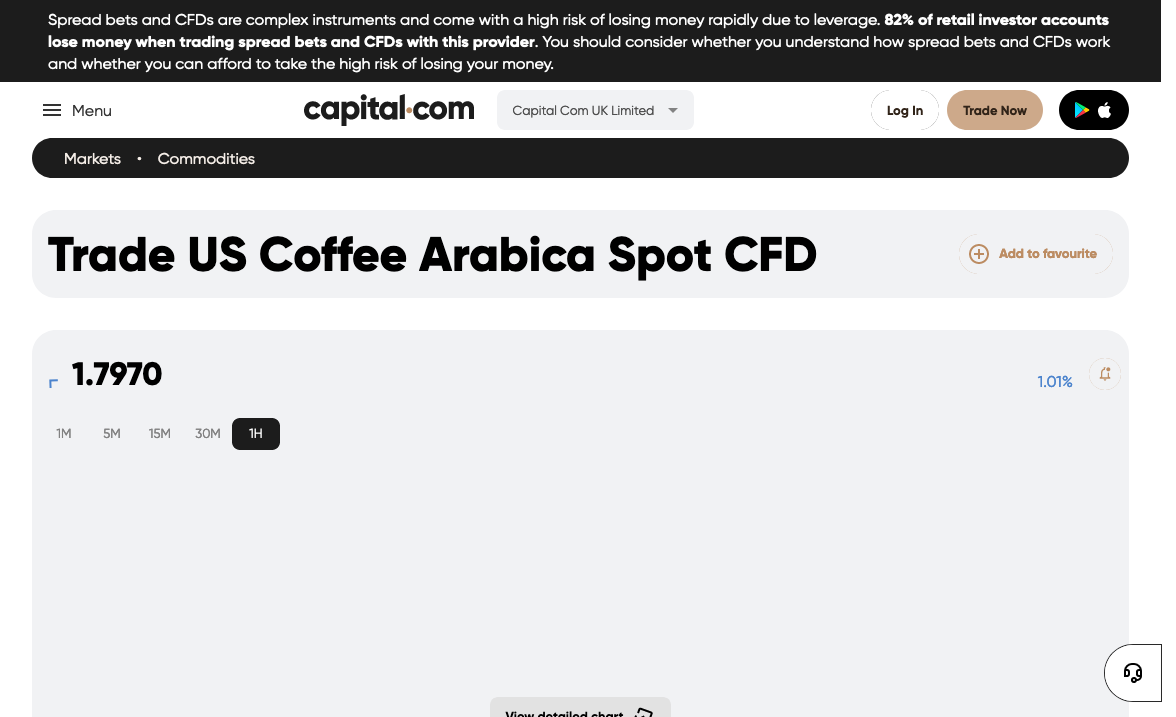 Spread bets and CFDs are complex instruments and come with a high risk of losing money rapidly due to leverage. 82% of retail investor accounts
lose money when trading spread bets and CFDs with this provider. You should consider whether you understand how spread bets and CFDs work
and whether you can afford to take the high risk of losing your money.
Menu
capital.com
Capital Com UK Limited
Log In
Trade Now
Markets • Commodities
Trade US Coffee Arabica Spot CFD
Add to favourite
1.7970
1.01%
1M 5M 15M 30M 1H
View detailed chart